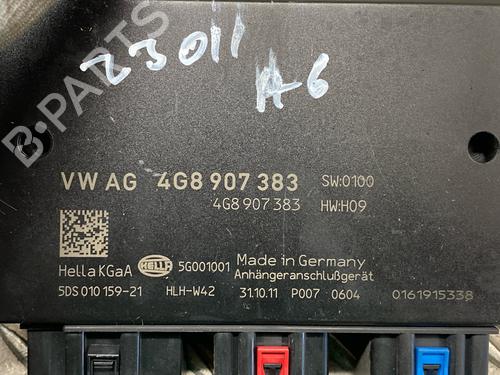 23011
A6
B-PARTS
VW AG 4G8 907 383 SW:0100
4G8 907 383 HW:H09
Hella KGaA HELLA 5G001001 Made in Germany
Anhängeranschlußgerät
5DS 010 159-21 HLH-W42 31.10.11 P007 0604 0161915338